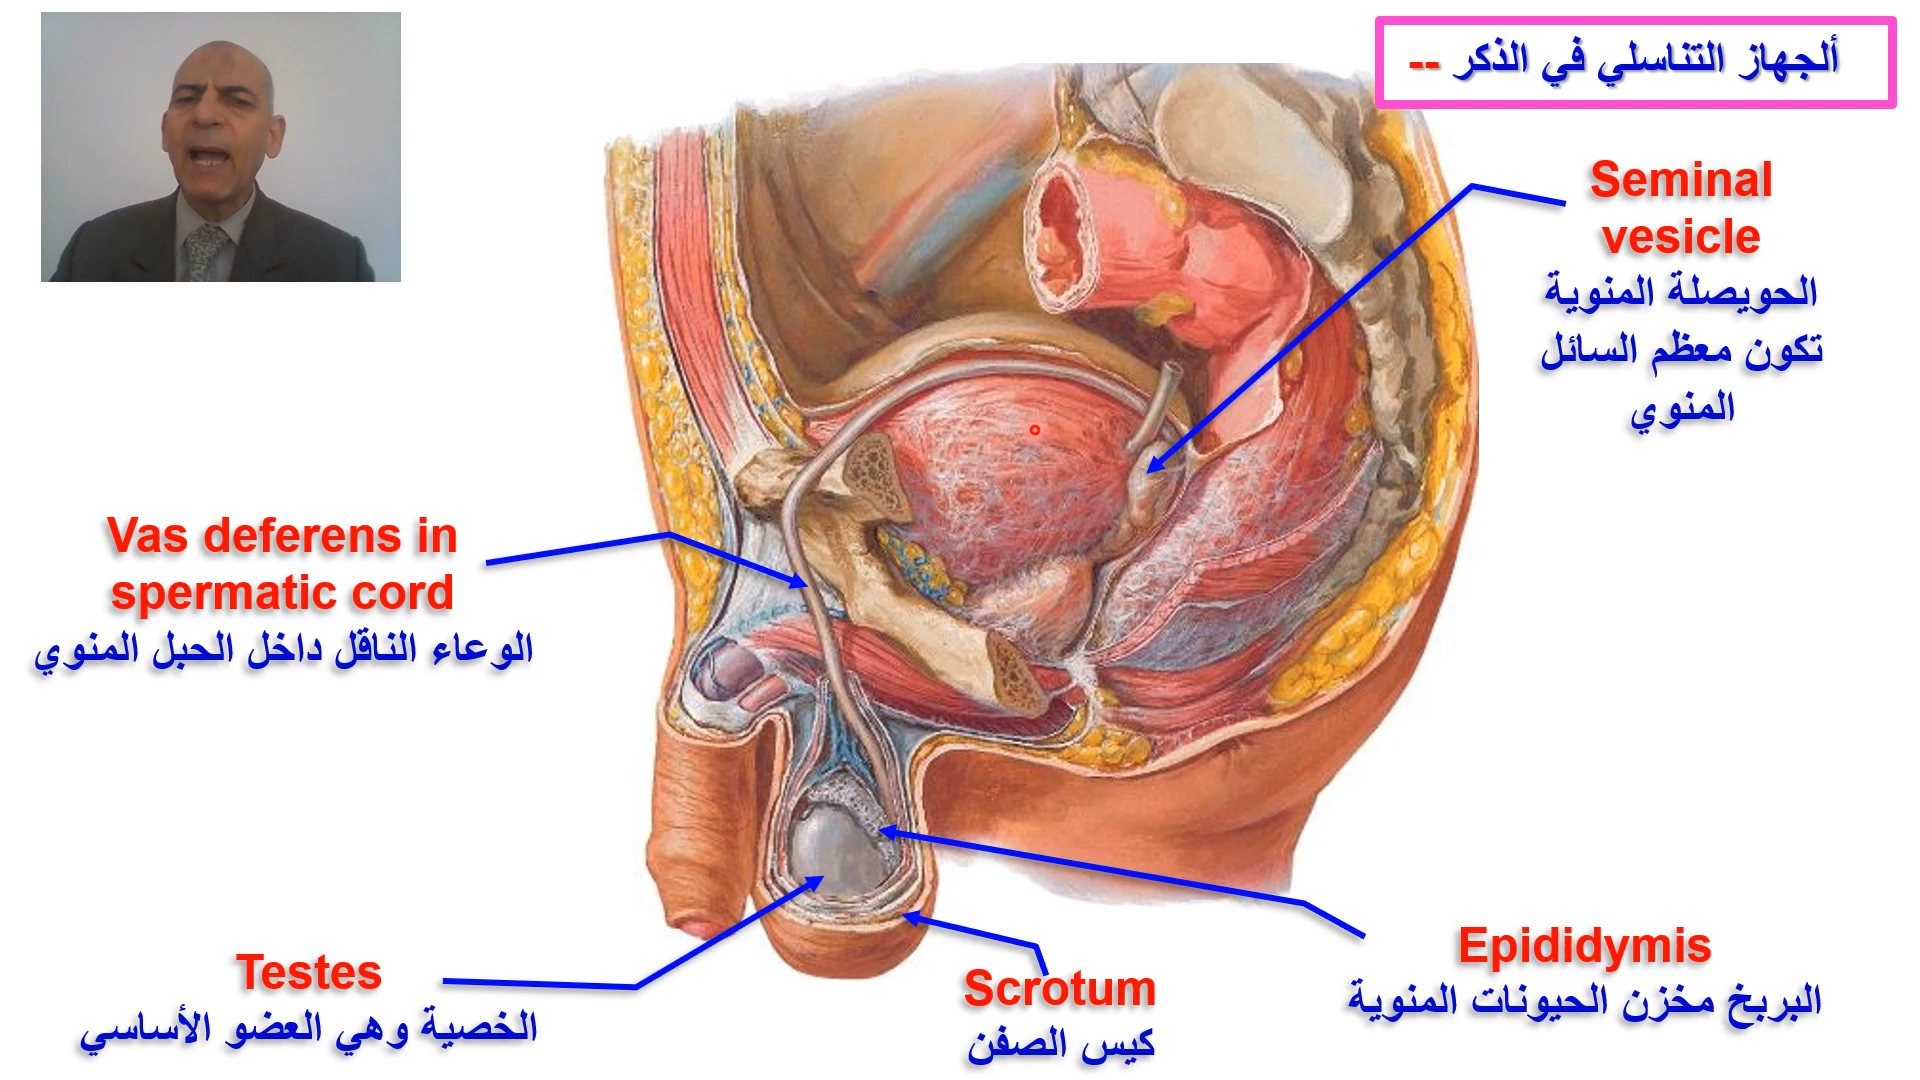 ألجهاز التناسلي في الذكر --
Seminal
vesicle
الحويصلة المنوية
تكون معظم السائل
المنوي
Vas deferens in
spermatic cord
الوعاء الناقل داخل الحبل المنوي
Testes
الخصية وهي العضو الأساسي
Scrotum
كيس الصفن
Epididymis
البربخ مخزن الحيونات المنوية